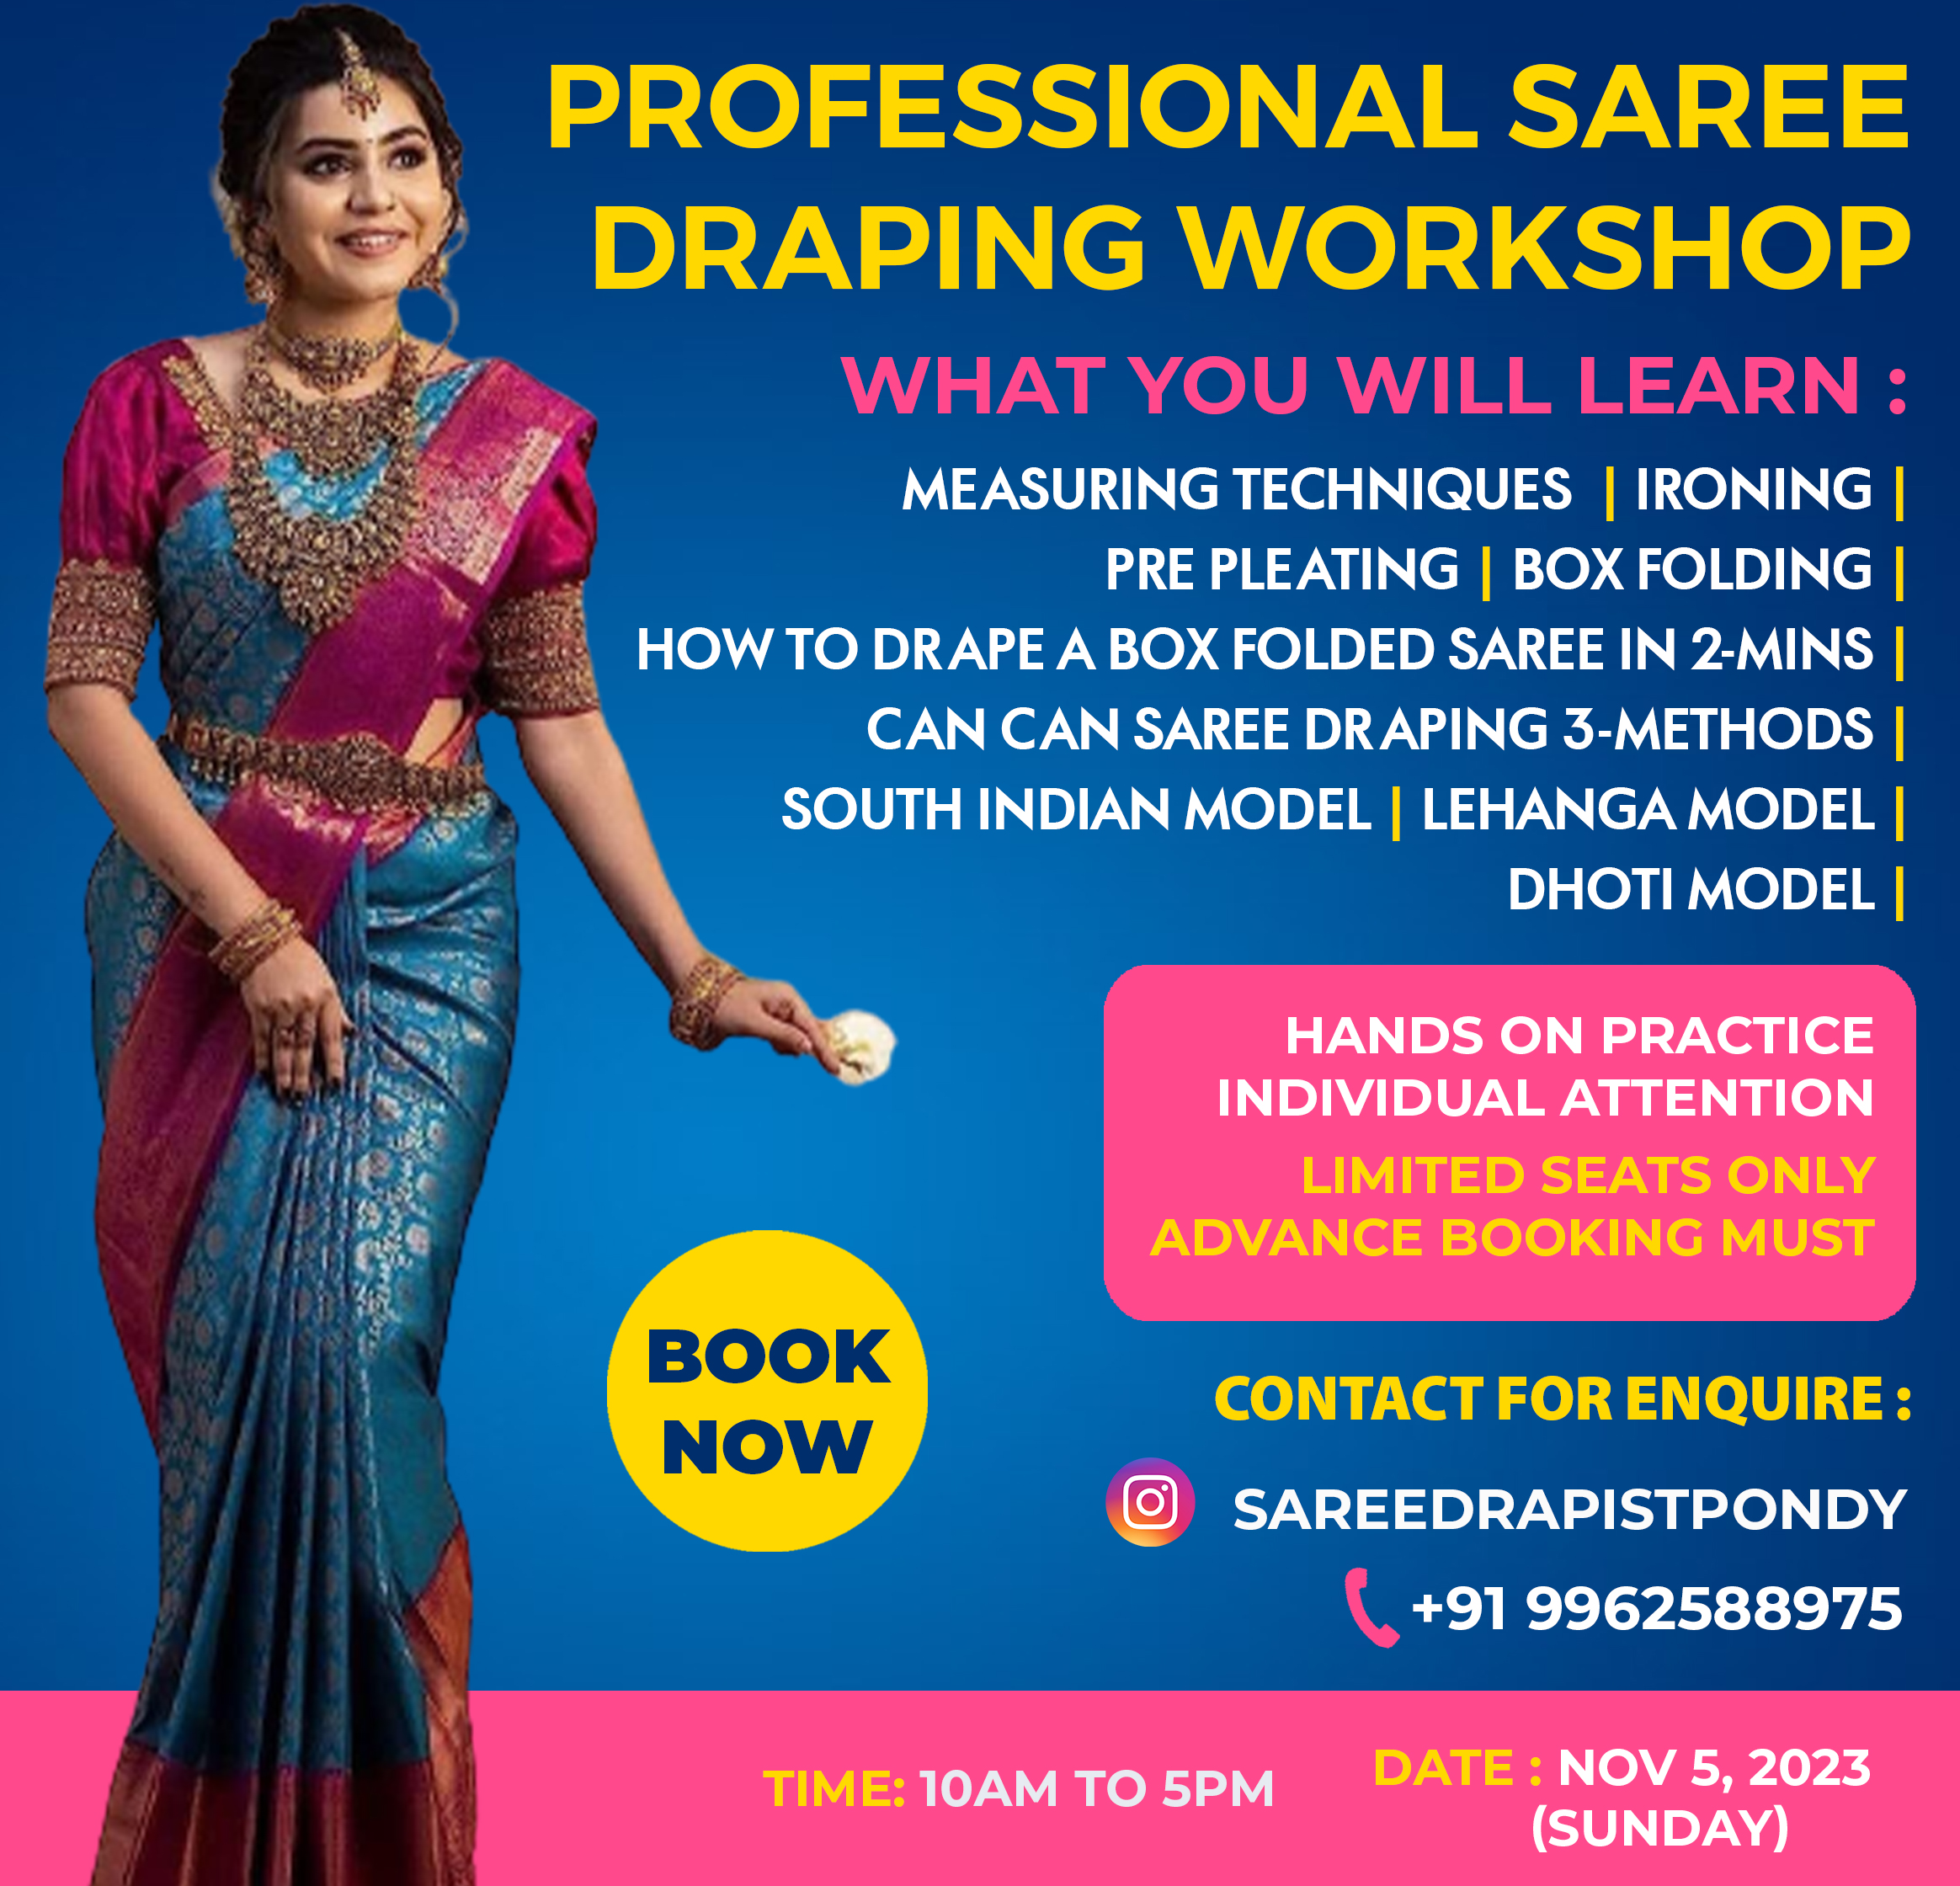 PROFESSIONAL SAREE
DRAPING WORKSHOP
WHAT YOU WILL LEARN :
MEASURING TECHNIQUES | IRONING |
PRE PLEATING | BOX FOLDING |
HOW TO DRAPE A BOX FOLDED SAREE IN 2-MINS |
CAN CAN SAREE DRAPING 3-METHODS |
SOUTH INDIAN MODEL | LEHANGA MODEL |
DHOTI MODEL |
HANDS ON PRACTICE
INDIVIDUAL ATTENTION
LIMITED SEATS ONLY
ADVANCE BOOKING MUST
BOOK
NOW
CONTACT FOR ENQUIRE :
SAREEDRAPISTPONDY
+91 9962588975
TIME: 10AM TO 5PM
DATE : NOV 5, 2023
(SUNDAY)